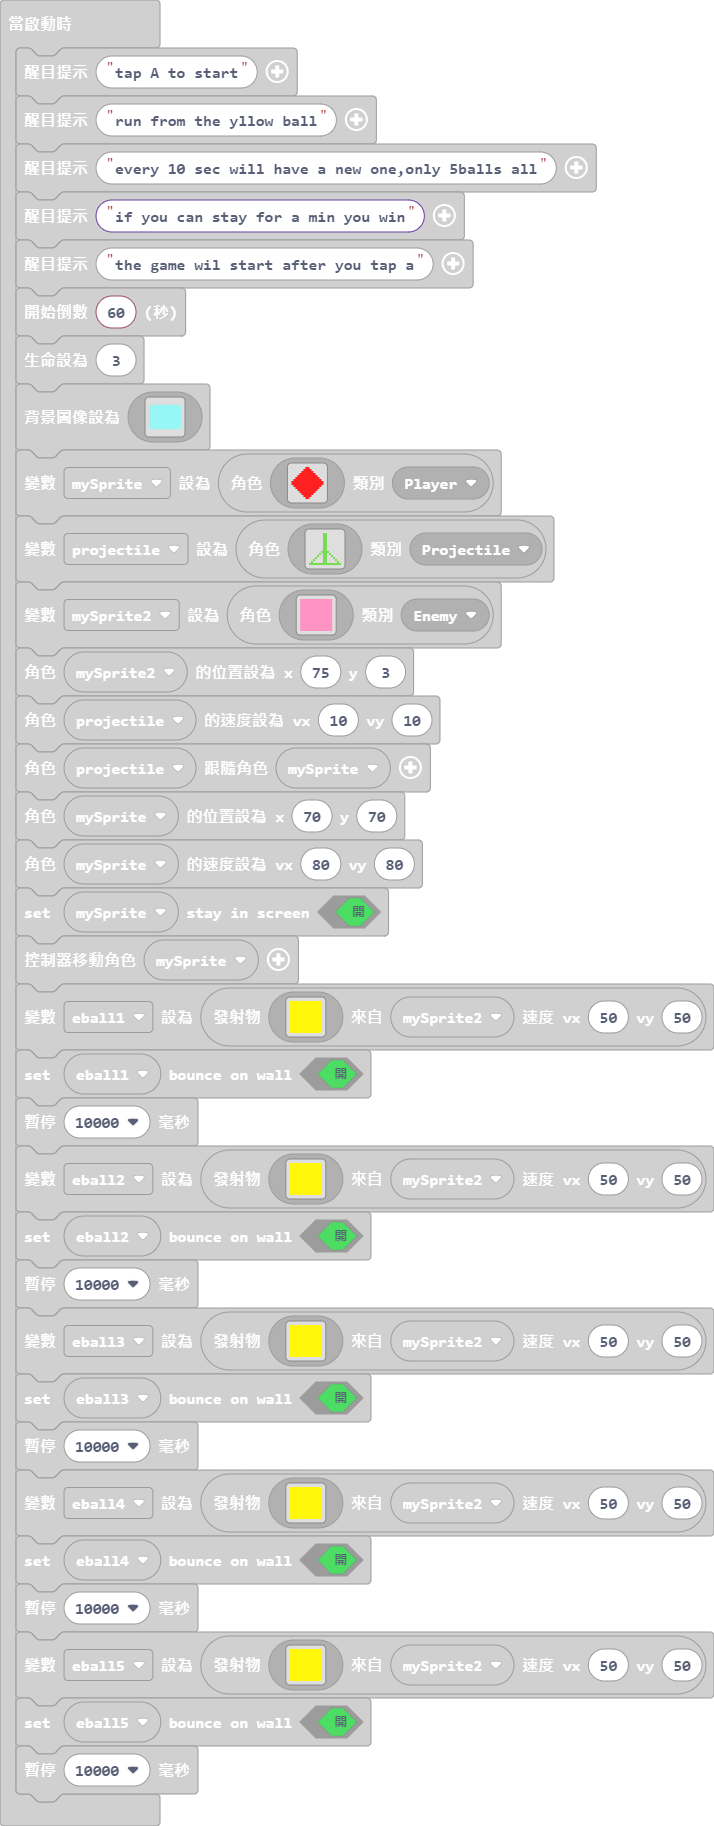 當啟動時
醒目提示 "tap A to start"
醒目提示 "run from the yllow ball"
醒目提示 "every 10 sec will have a new one,only 5balls all"
醒目提示 "if you can stay for a min you win"
醒目提示 "the game wil start after you tap a"
開始倒數 60 (秒)
生命設為 3
背景圖像設為
變數 mySprite 設為 角色 類別 Player
變數 projectile 設為 角色 類別 Projectile
變數 mySprite2 設為 角色 類別 Enemy
角色 mySprite2 的位置設為 x 75 y 3
角色 projectile 的速度設為 vx 10 vy 10
角色 projectile 跟隨角色 mySprite
角色 mySprite 的位置設為 x 70 y 70
角色 mySprite 的速度設為 vx 80 vy 80
set mySprite stay in screen 開
控制器移動角色 mySprite
變數 eball1 設為 發射物 來自 mySprite2 速度 vx 50 vy 50
set eball1 bounce on wall 開
暫停 10000 毫秒
變數 eball2 設為 發射物 來自 mySprite2 速度 vx 50 vy 50
set eball2 bounce on wall 開
暫停 10000 毫秒
變數 eball3 設為 發射物 來自 mySprite2 速度 vx 50 vy 50
set eball3 bounce on wall 開
暫停 10000 毫秒
變數 eball4 設為 發射物 來自 mySprite2 速度 vx 50 vy 50
set eball4 bounce on wall 開
暫停 10000 毫秒
變數 eball5 設為 發射物 來自 mySprite2 速度 vx 50 vy 50
set eball5 bounce on wall 開
暫停 10000 毫秒